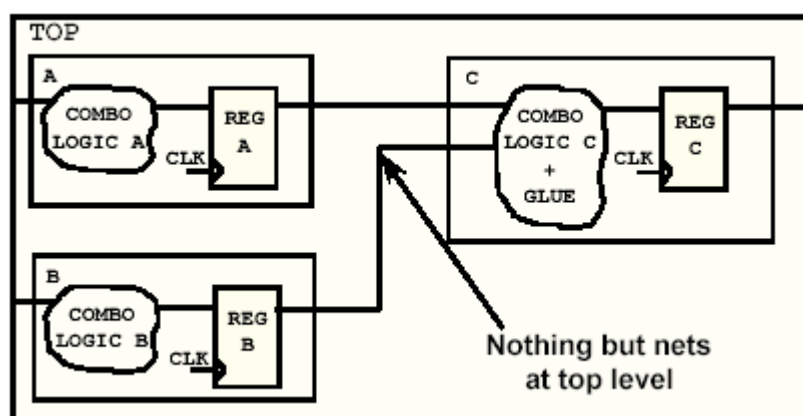 TOP
A
COMBO
LOGIC A
REG
A
CLK
C
COMBO
LOGIC C
+
GLUE
REG
C
CLK
B
COMBO
LOGIC B
REG
B
CLK
Nothing but nets
at top level